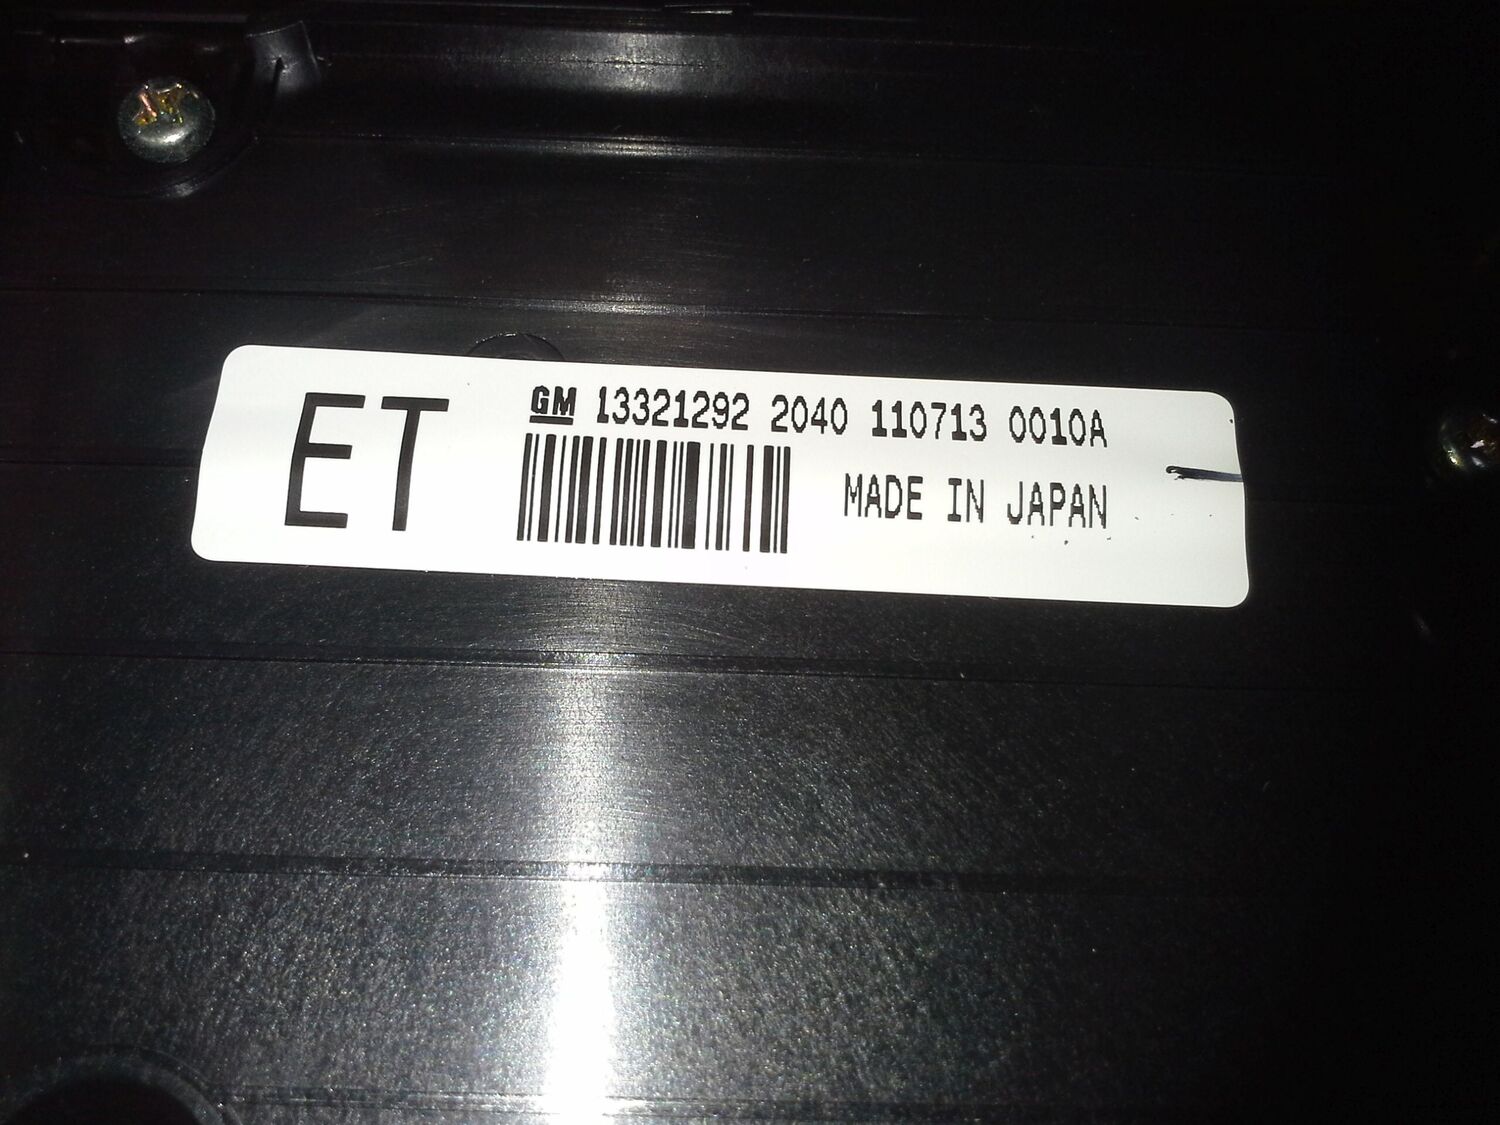 ET
GM 13321292 2040 110713 0010A
MADE IN JAPAN